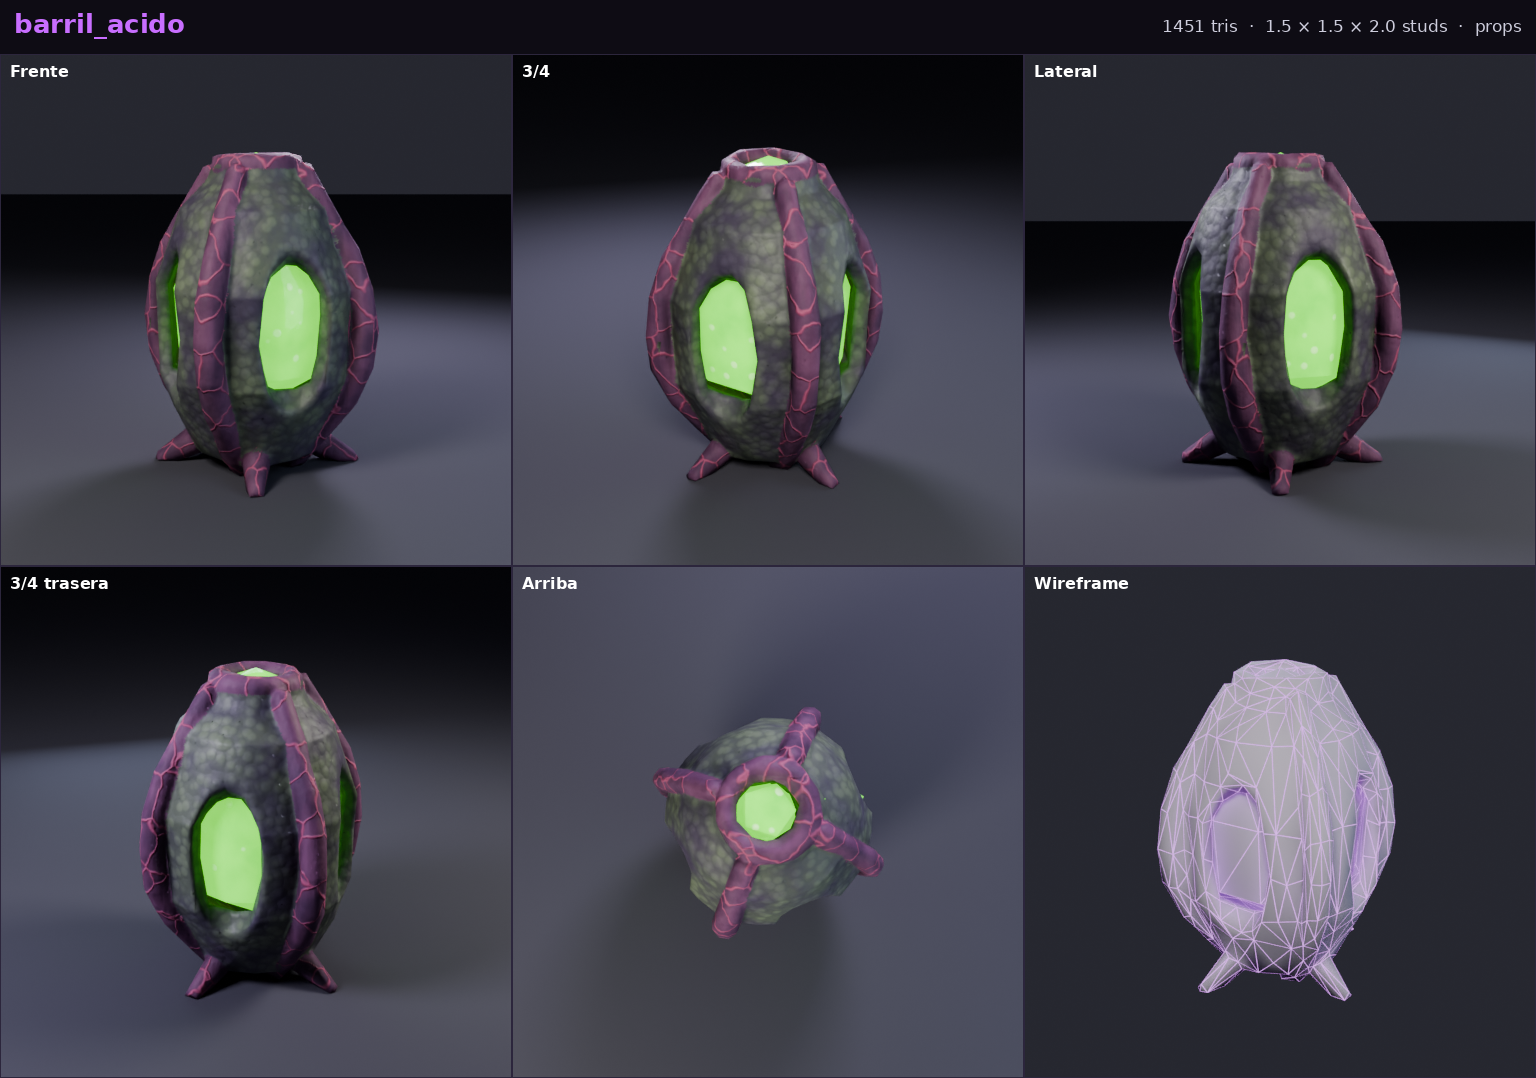 barril_acido
1451 tris · 1.5 × 1.5 × 2.0 studs · props
Frente
3/4
Lateral
3/4 trasera
Arriba
Wireframe